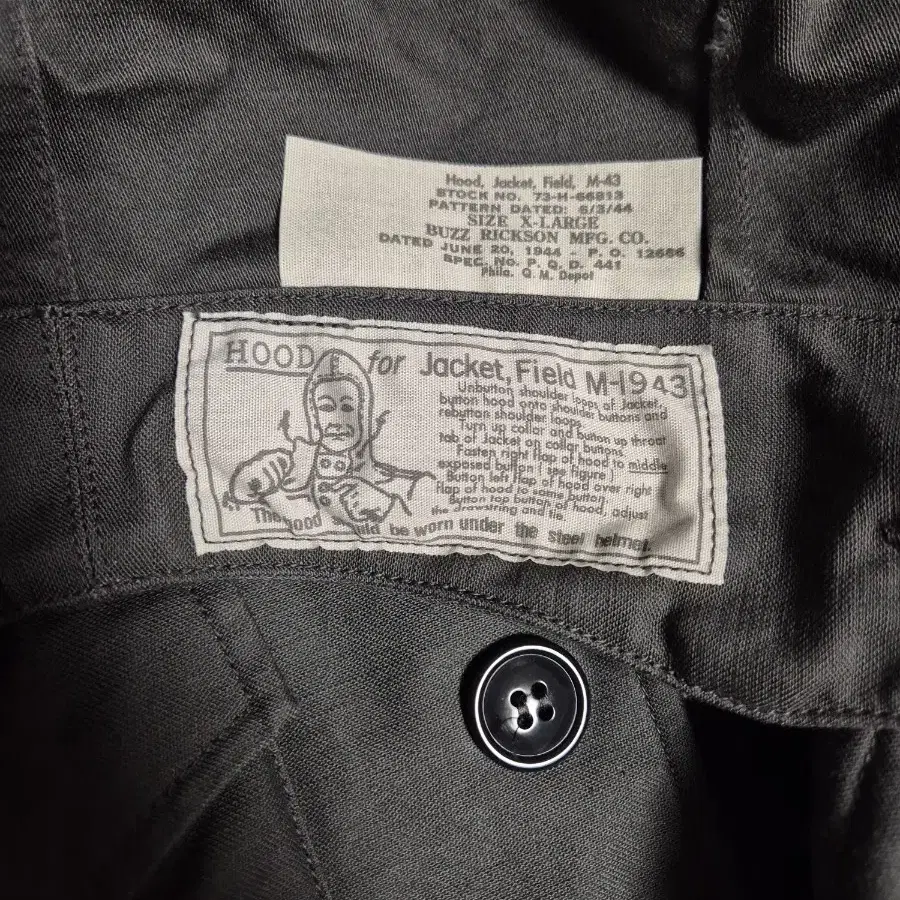 Hood, Jacket, Field, M-43
STOCK NO. 73-H-66813
PATTERN DATED: 6/3/44
SIZE X-LARGE
BUZZ RICKSON MFG. CO.
DATED JUNE 20, 1944 - P. O. 12686
SPEC. No. P. Q. D. 441
Phila. Q. M. Depot
HOOD for Jacket, Field M-1943
Unbutton shoulder loops of Jacket,
button hood onto shoulder buttons and
rebutton shoulder loops.
Turn up collar and button up throat
tab of Jacket on collar buttons.
Fasten right flap of hood to middle
exposed button ( see figure )
Button left flap of hood over right
flap of hood to same button.
Button top button of hood, adjust
the drawstring and tie.
The hood should be worn under the steel helmet.